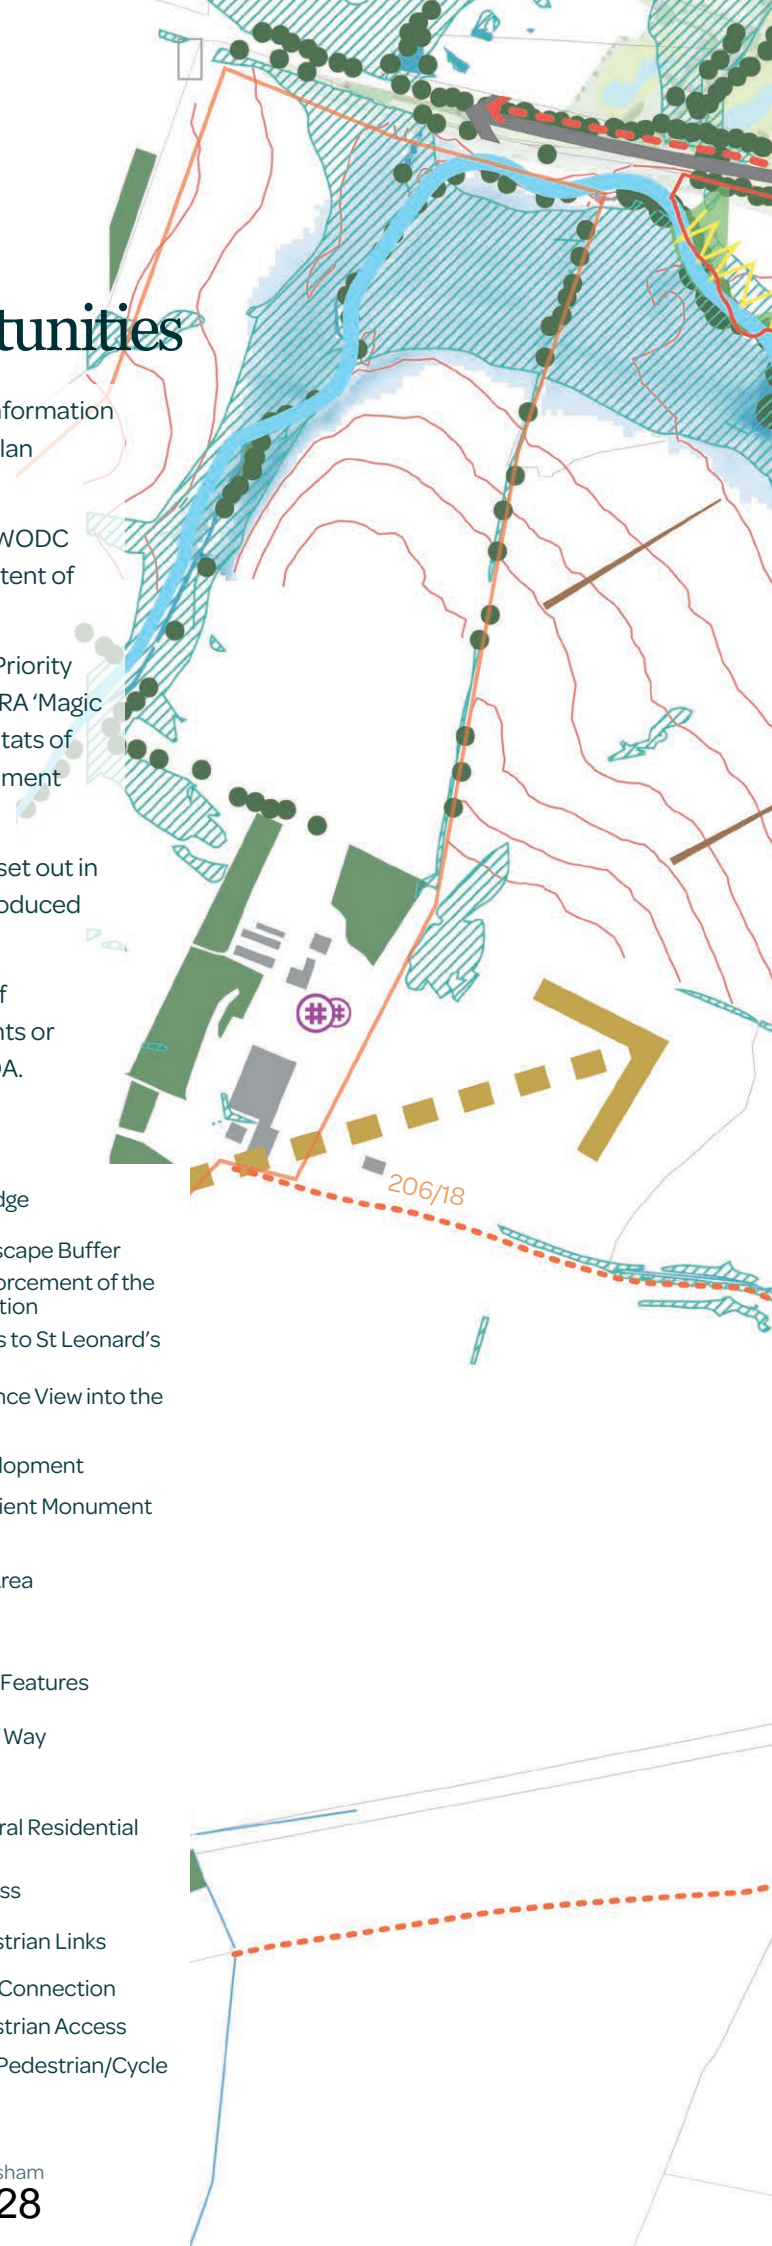 tunities
formation
lan
WODC
tent of
Priority
RA ‘Magic
tats of
ment
set out in
oduced
f
nts or
DA.
206/18
dge
scape Buffer
orcement of the
tion
s to St Leonard’s
nce View into the
lopment
ient Monument
rea
Features
Way
ral Residential
ss
strian Links
Connection
strian Access
Pedestrian/Cycle
sham
28